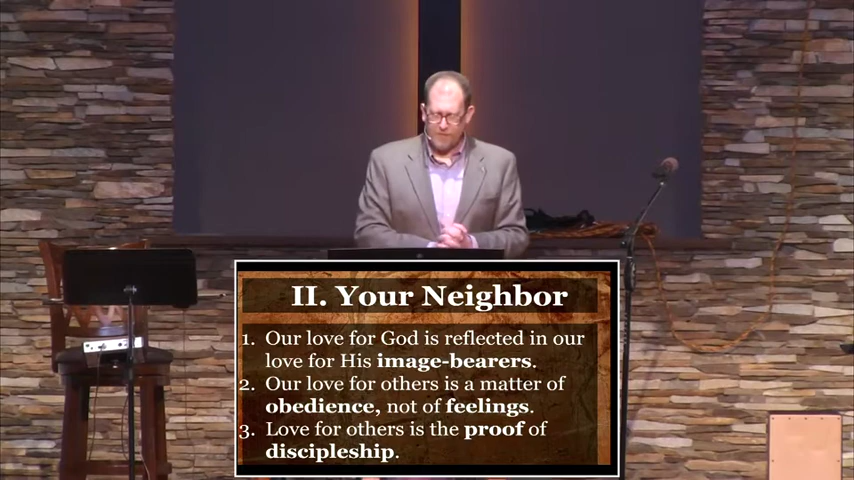 II. Your Neighbor
1. Our love for God is reflected in our
love for His image-bearers.
2. Our love for others is a matter of
obedience, not of feelings.
3. Love for others is the proof of
discipleship.